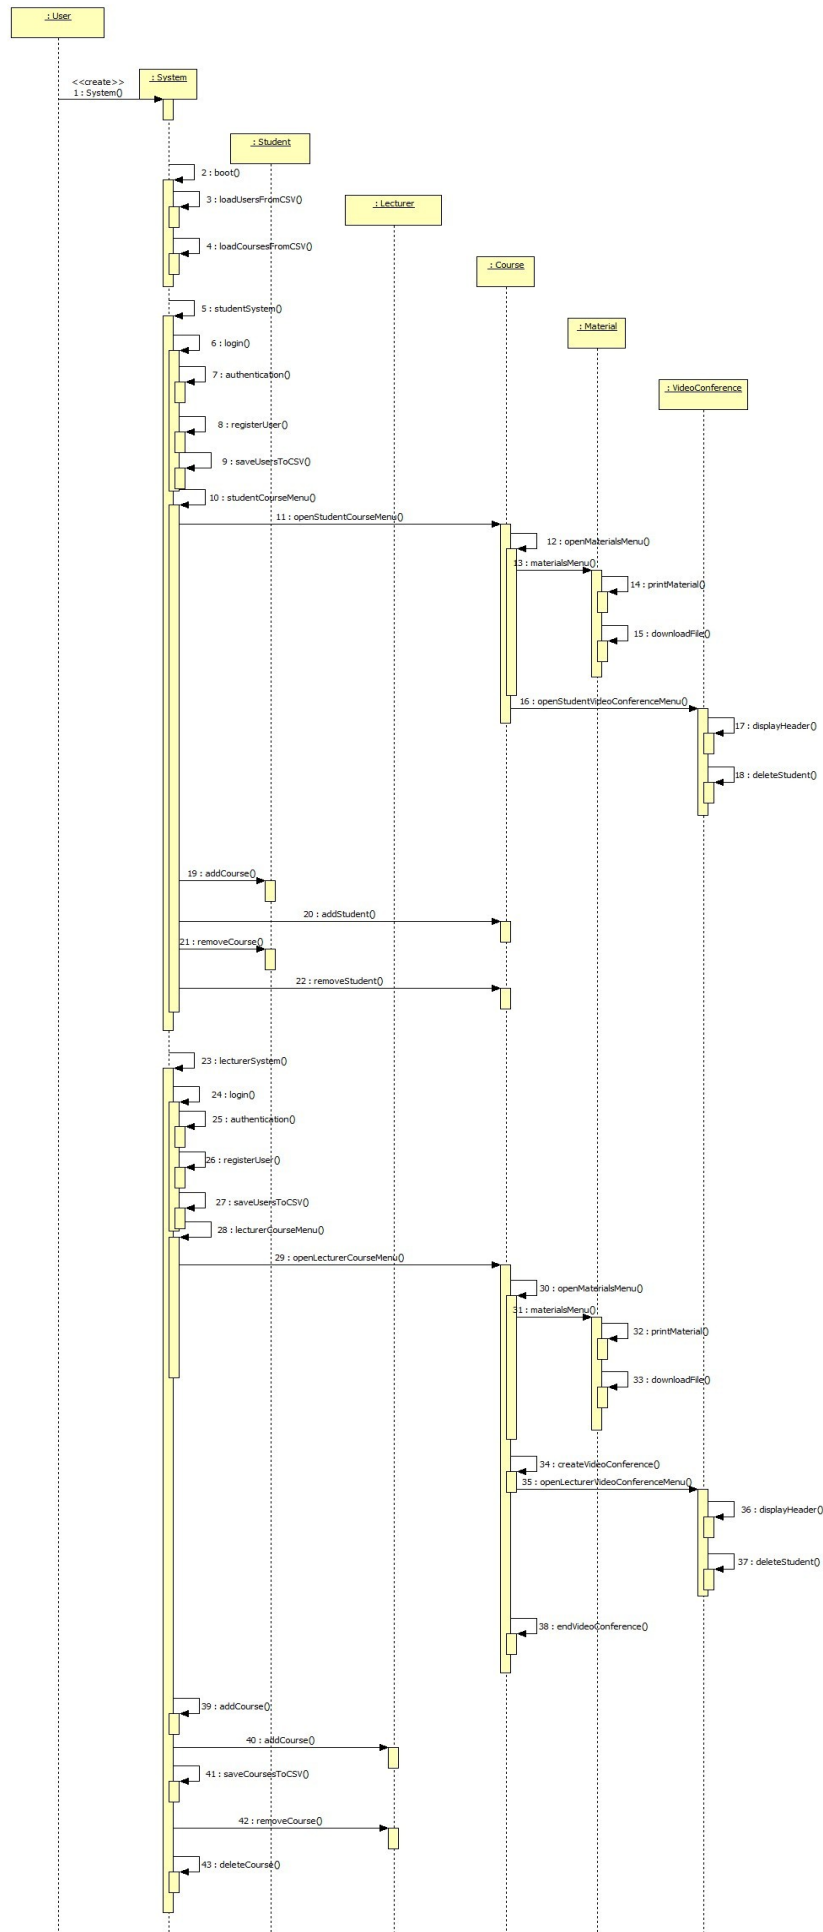 : User
: System
<<create>>
1 : System()
: Student
2 : boot()
3 : loadUsersFromCSV()
: Lecturer
4 : loadCoursesFromCSV()
: Course
5 : studentSystem()
: Material
6 : login()
7 : authentication()
: VideoConference
8 : registerUser()
9 : saveUsersToCSV()
10 : studentCourseMenu()
11 : openStudentCourseMenu()
12 : openMaterialsMenu()
13 : materialsMenu()
14 : printMaterial()
15 : downloadFile()
16 : openStudentVideoConferenceMenu()
17 : displayHeader()
18 : deleteStudent()
19 : addCourse()
20 : addStudent()
21 : removeCourse()
22 : removeStudent()
23 : lecturerSystem()
24 : login()
25 : authentication()
26 : registerUser()
27 : saveUsersToCSV()
28 : lecturerCourseMenu()
29 : openLecturerCourseMenu()
30 : openMaterialsMenu()
31 : materialsMenu()
32 : printMaterial()
33 : downloadFile()
34 : createVideoConference()
35 : openLecturerVideoConferenceMenu()
36 : displayHeader()
37 : deleteStudent()
38 : endVideoConference()
39 : addCourse()
40 : addCourse()
41 : saveCoursesToCSV()
42 : removeCourse()
43 : deleteCourse()